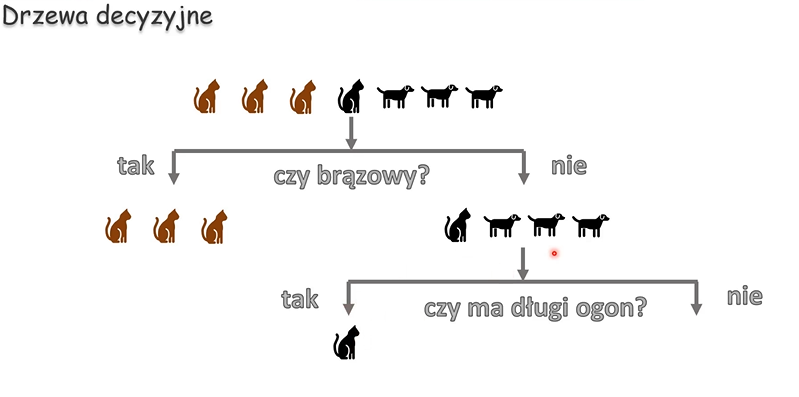 Drzewa decyzyjne
tak
czy brązowy?
nie
tak
czy ma długi ogon?
nie